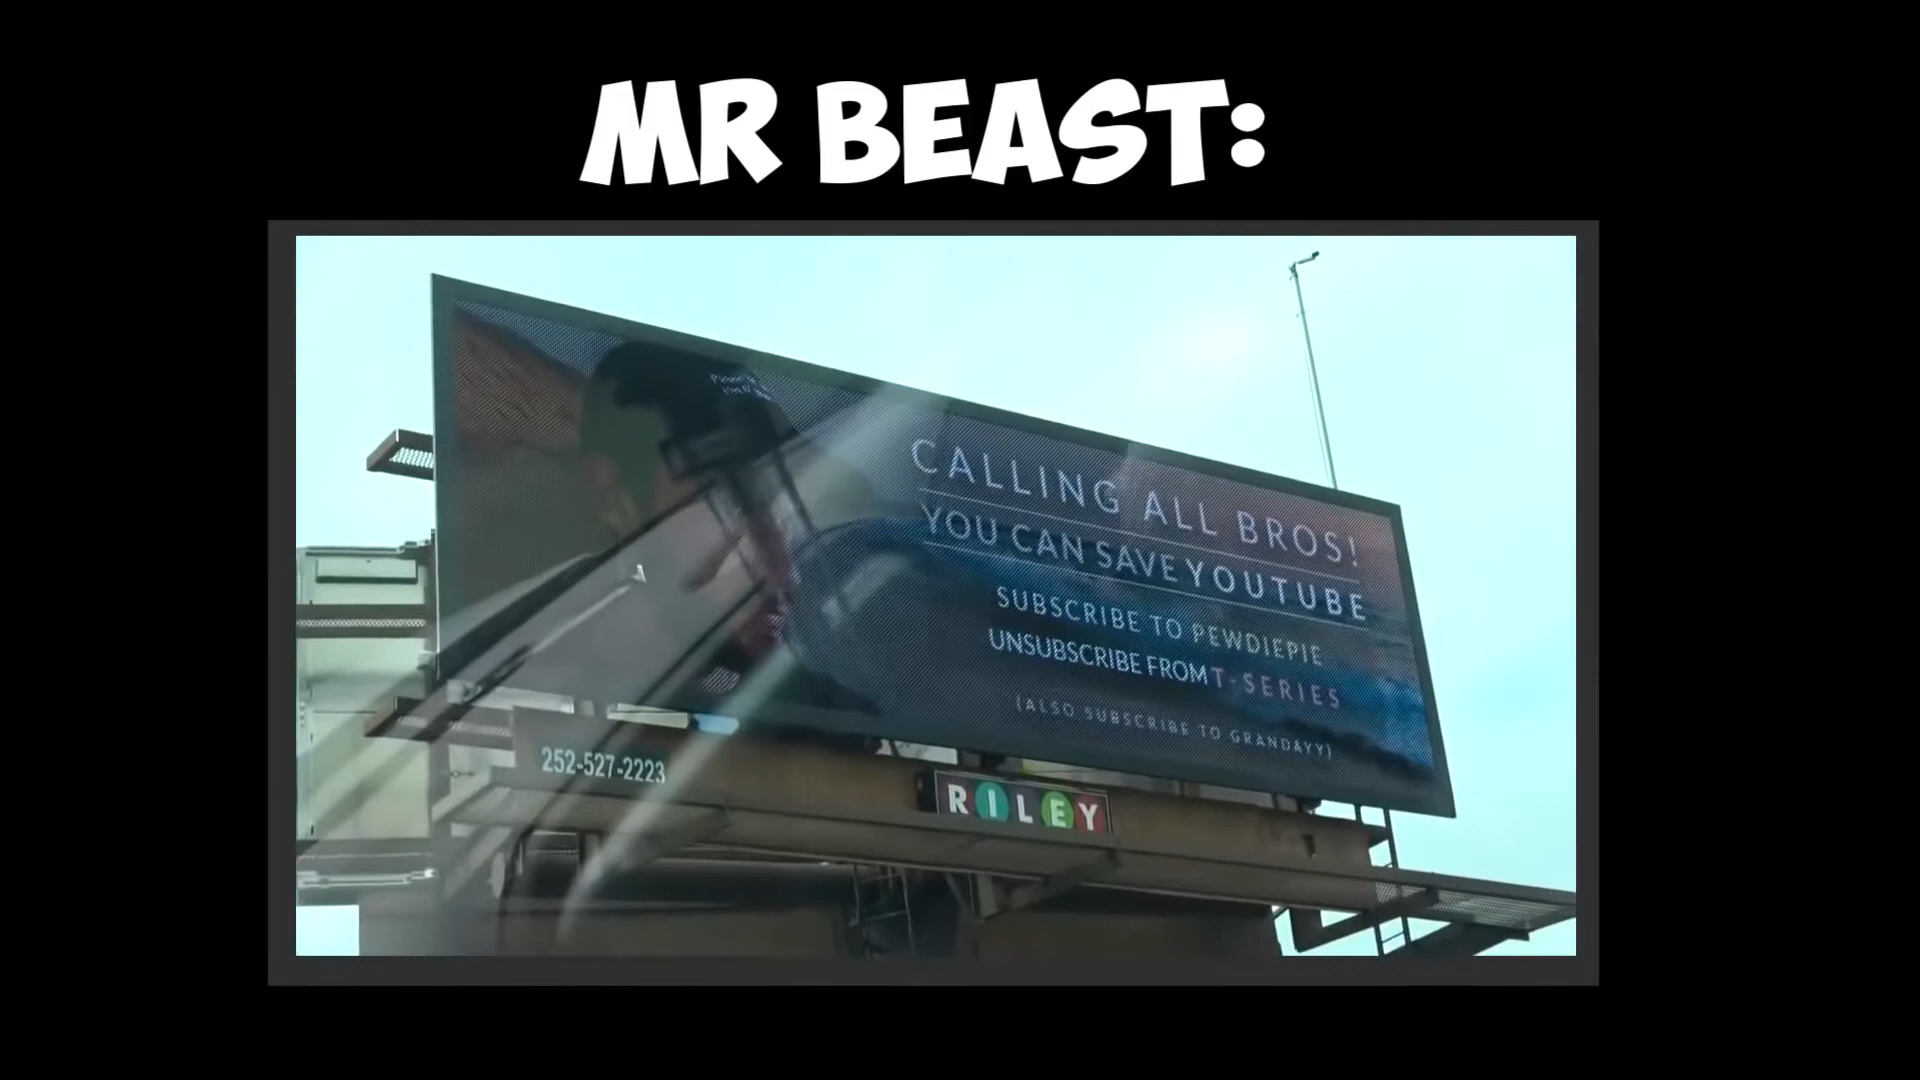 MR BEAST:
CALLING ALL BROS!
YOU CAN SAVE YOUTUBE
SUBSCRIBE TO PEWDIEPIE
UNSUBSCRIBE FROM T-SERIES
(ALSO SUBSCRIBE TO GRANDAYY)
252-527-2223
RILEY